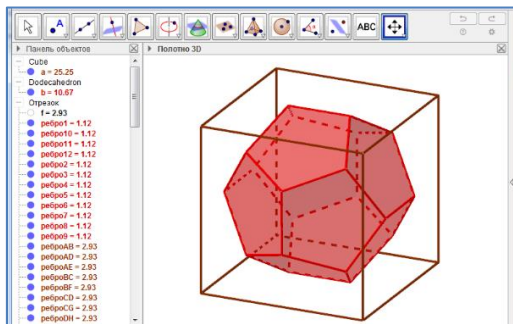 ABC
Панель объектов
Полотно 3D
Cube
a = 25.25
Dodecahedron
b = 10.67
Отрезок
f = 2.93
ребро1 = 1.12
ребро10 = 1.12
ребро11 = 1.12
ребро12 = 1.12
ребро2 = 1.12
ребро3 = 1.12
ребро4 = 1.12
ребро5 = 1.12
ребро6 = 1.12
ребро7 = 1.12
ребро8 = 1.12
ребро9 = 1.12
реброAB = 2.93
реброAD = 2.93
реброAE = 2.93
реброBC = 2.93
реброBF = 2.93
реброCD = 2.93
реброCG = 2.93
реброDH = 2.93